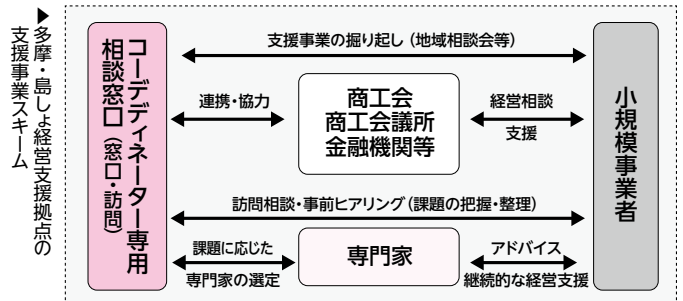 ▶多摩・島しょ経営支援拠点の
支援事業スキーム
コーデディネーター専用
相談窓口（窓口・訪問）
支援事業の掘り起し（地域相談会等）
連携・協力
商工会
商工会議所
金融機関等
経営相談
支援
小規模事業者
訪問相談・事前ヒアリング（課題の把握・整理）
課題に応じた
専門家の選定
専門家
アドバイス
継続的な経営支援